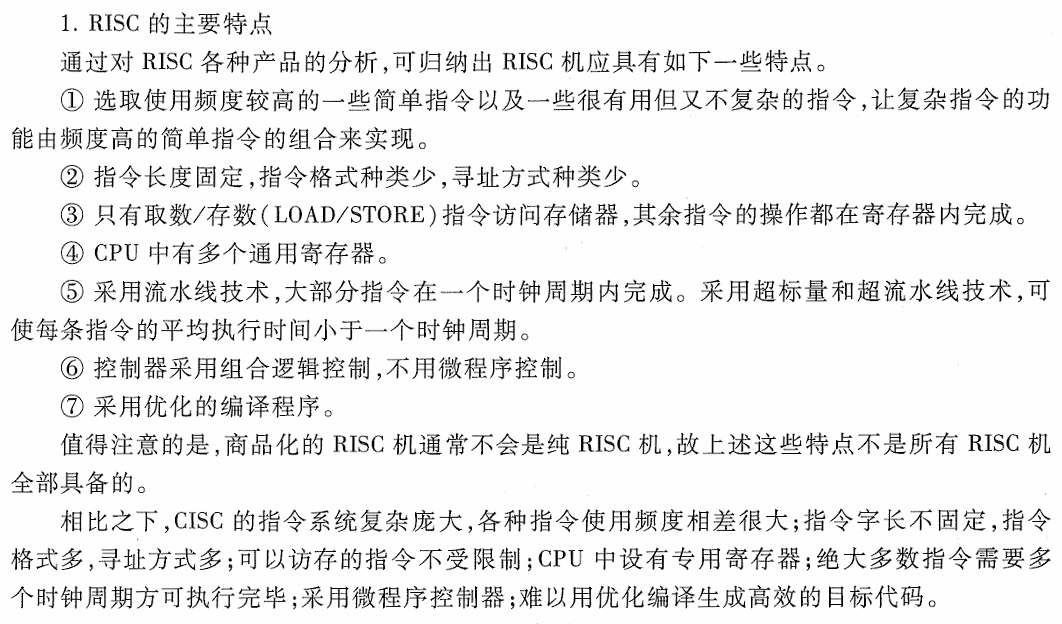 1. RISC 的主要特点
通过对 RISC 各种产品的分析,可归纳出 RISC 机应具有如下一些特点。
① 选取使用频度较高的一些简单指令以及一些很有用但又不复杂的指令,让复杂指令的功
能由频度高的简单指令的组合来实现。
② 指令长度固定,指令格式种类少,寻址方式种类少。
③ 只有取数/存数(LOAD/STORE)指令访问存储器,其余指令的操作都在寄存器内完成。
④ CPU 中有多个通用寄存器。
⑤ 采用流水线技术,大部分指令在一个时钟周期内完成。采用超标量和超流水线技术,可
使每条指令的平均执行时间小于一个时钟周期。
⑥ 控制器采用组合逻辑控制,不用微程序控制。
⑦ 采用优化的编译程序。
值得注意的是,商品化的 RISC 机通常不会是纯 RISC 机,故上述这些特点不是所有 RISC 机
全部具备的。
相比之下,CISC 的指令系统复杂庞大,各种指令使用频度相差很大;指令字长不固定,指令
格式多,寻址方式多;可以访存的指令不受限制;CPU 中设有专用寄存器;绝大多数指令需要多
个时钟周期方可执行完毕;采用微程序控制器;难以用优化编译生成高效的目标代码。